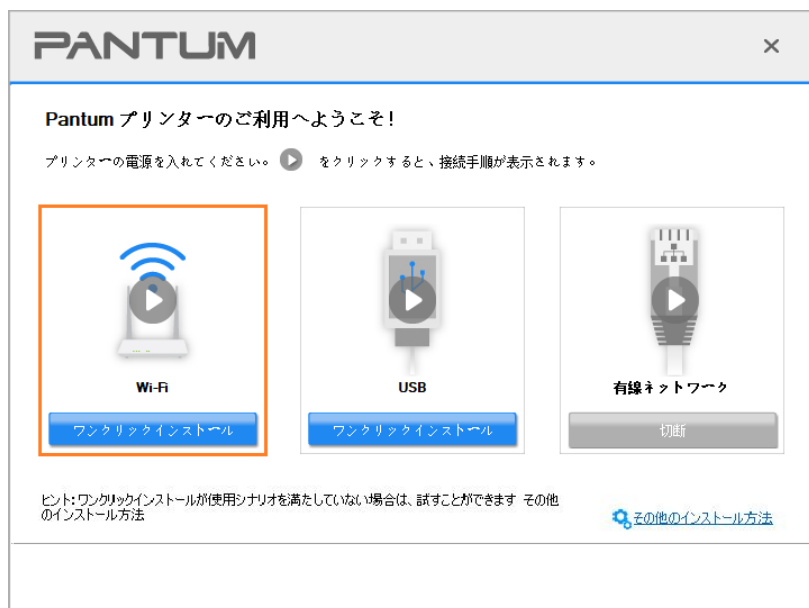 PANTUM
Pantum プリンターのご利用へようこそ!
プリンターの電源を入れてください。 をクリックすると、接続手順が表示されます。
Wi-Fi
USB
有線ネットワーク
ワンクリックインストール
ワンクリックインストール
切断
ヒント:ワンクリックインストールが使用シナリオを満たしていない場合は、試すことができます その他
のインストール方法
その他のインストール方法